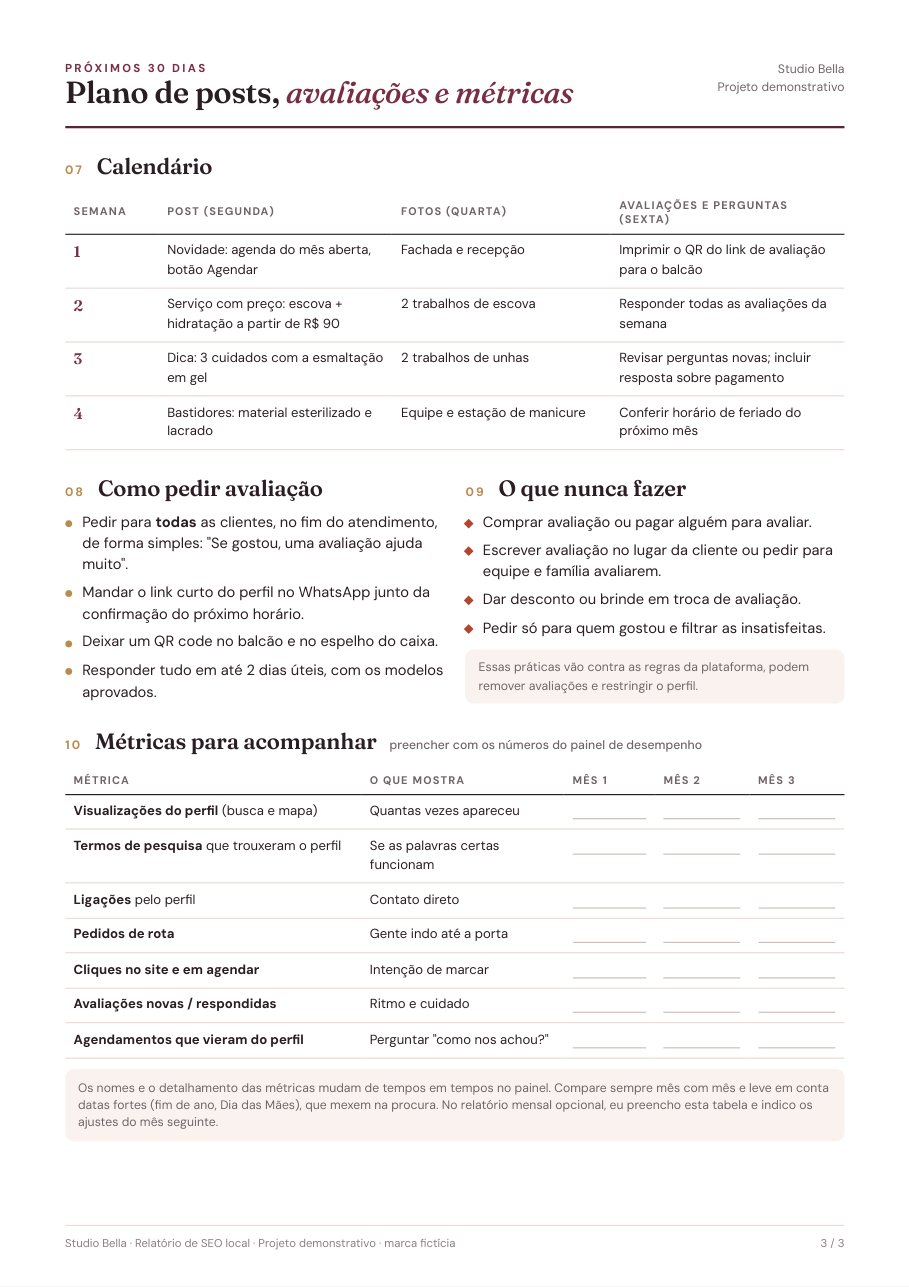 PRÓXIMOS 30 DIAS
Plano de posts, avaliações e métricas
Studio Bella
Projeto demonstrativo
07 Calendário
SEMANA POST (SEGUNDA) FOTOS (QUARTA) AVALIAÇÕES E PERGUNTAS
(SEXTA)
1 Novidade: agenda do mês aberta, Fachada e recepção Imprimir o QR do link de avaliação
botão Agendar para o balcão
2 Serviço com preço: escova + 2 trabalhos de escova Responder todas as avaliações da
hidratação a partir de R$ 90 semana
3 Dica: 3 cuidados com a esmaltação 2 trabalhos de unhas Revisar perguntas novas; incluir
em gel resposta sobre pagamento
4 Bastidores: material esterilizado e Equipe e estação de manicure Conferir horário de feriado do
lacrado próximo mês
08 Como pedir avaliação
Pedir para todas as clientes, no fim do atendimento,
de forma simples: "Se gostou, uma avaliação ajuda
muito".
Mandar o link curto do perfil no WhatsApp junto da
confirmação do próximo horário.
Deixar um QR code no balcão e no espelho do caixa.
Responder tudo em até 2 dias úteis, com os modelos
aprovados.
09 O que nunca fazer
Comprar avaliação ou pagar alguém para avaliar.
Escrever avaliação no lugar da cliente ou pedir para
equipe e família avaliarem.
Dar desconto ou brinde em troca de avaliação.
Pedir só para quem gostou e filtrar as insatisfeitas.
Essas práticas vão contra as regras da plataforma, podem
remover avaliações e restringir o perfil.
10 Métricas para acompanhar preencher com os números do painel de desempenho
MÉTRICA O QUE MOSTRA MÊS 1 MÊS 2 MÊS 3
Visualizações do perfil (busca e mapa) Quantas vezes apareceu
Termos de pesquisa que trouxeram o perfil Se as palavras certas
funcionam
Ligações pelo perfil Contato direto
Pedidos de rota Gente indo até a porta
Cliques no site e em agendar Intenção de marcar
Avaliações novas / respondidas Ritmo e cuidado
Agendamentos que vieram do perfil Perguntar "como nos achou?"
Os nomes e o detalhamento das métricas mudam de tempos em tempos no painel. Compare sempre mês com mês e leve em conta
datas fortes (fim de ano, Dia das Mães), que mexem na procura. No relatório mensal opcional, eu preencho esta tabela e indico os
ajustes do mês seguinte.
Studio Bella · Relatório de SEO local · Projeto demonstrativo · marca fictícia 3 / 3